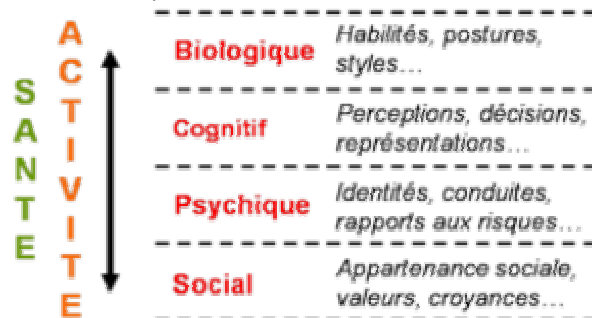 SANTE
ACTIVITE
Biologique
Habilités, postures,
styles...
Cognitif
Perceptions, décisions,
représentations...
Psychique
Identités, conduites,
rapports aux risques...
Social
Appartenance sociale,
valeurs, croyances...